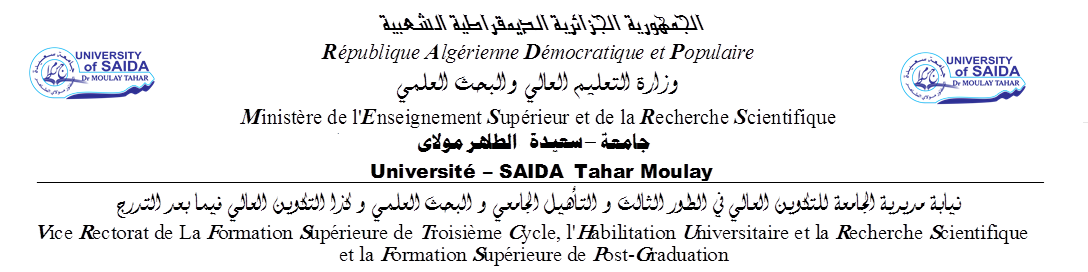 الجمهورية الجزائرية الديمقراطية الشعبية
République Algérienne Démocratique et Populaire
UNIVERSITY
of SAIDA
Dr MOULAY TAHAR
وزارة التعليم العالي والبحث العلمي
UNIVERSITY
of SAIDA
Dr MOULAY TAHAR
Ministère de l'Enseignement Supérieur et de la Recherche Scientifique
جامعة – سعيدة الطاهر مولاى
Université – SAIDA Tahar Moulay
نيابة مديرية الجامعة للتكوين العالي في الطور الثالث و التأهيل الجامعي و البحث العلمي و كذا التكوين العالي فيما بعد التدرج
Vice Rectorat de La Formation Supérieure de Troisième Cycle, l'Habilitation Universitaire et la Recherche Scientifique
et la Formation Supérieure de Post-Graduation